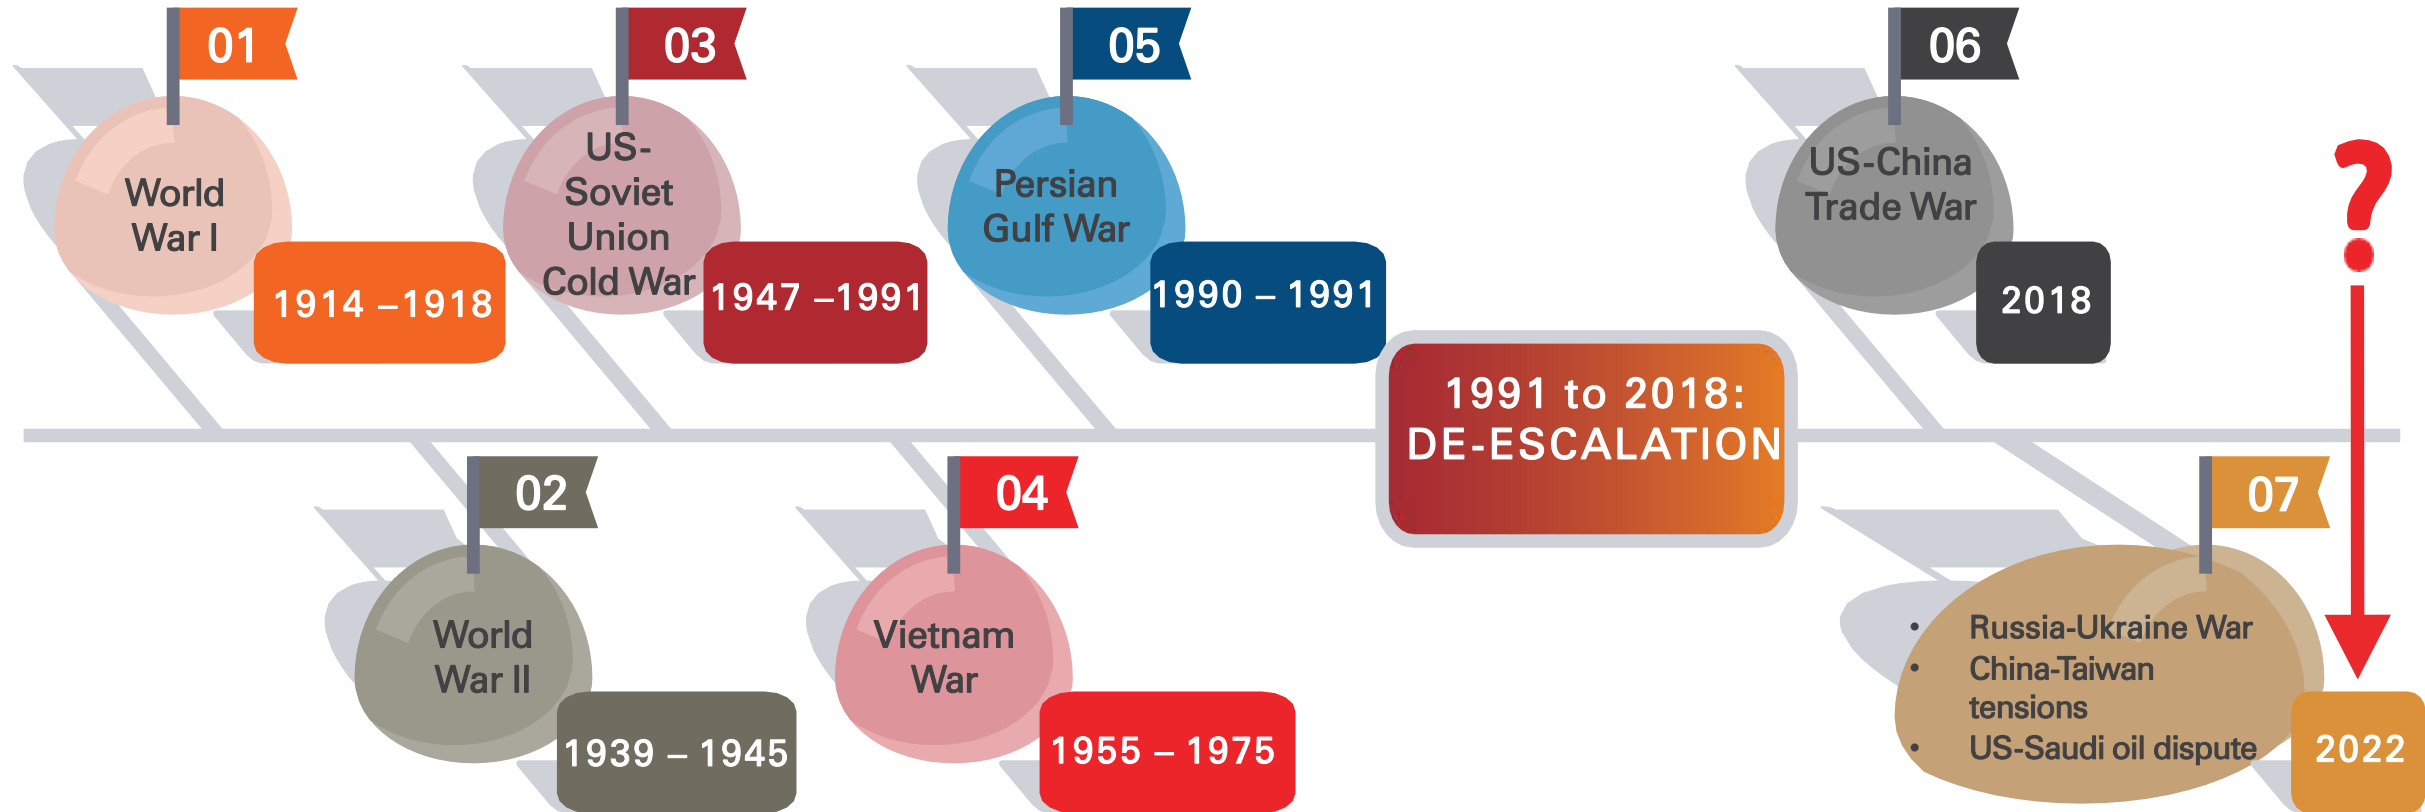 01
World
War I
1914 –1918
02
World
War II
1939 – 1945
03
US-
Soviet
Union
Cold War
1947 –1991
04
Vietnam
War
1955 – 1975
05
Persian
Gulf War
1990 – 1991
1991 to 2018:
DE-ESCALATION
06
US-China
Trade War
2018
?
07
• Russia-Ukraine War
• China-Taiwan
tensions
• US-Saudi oil dispute
2022